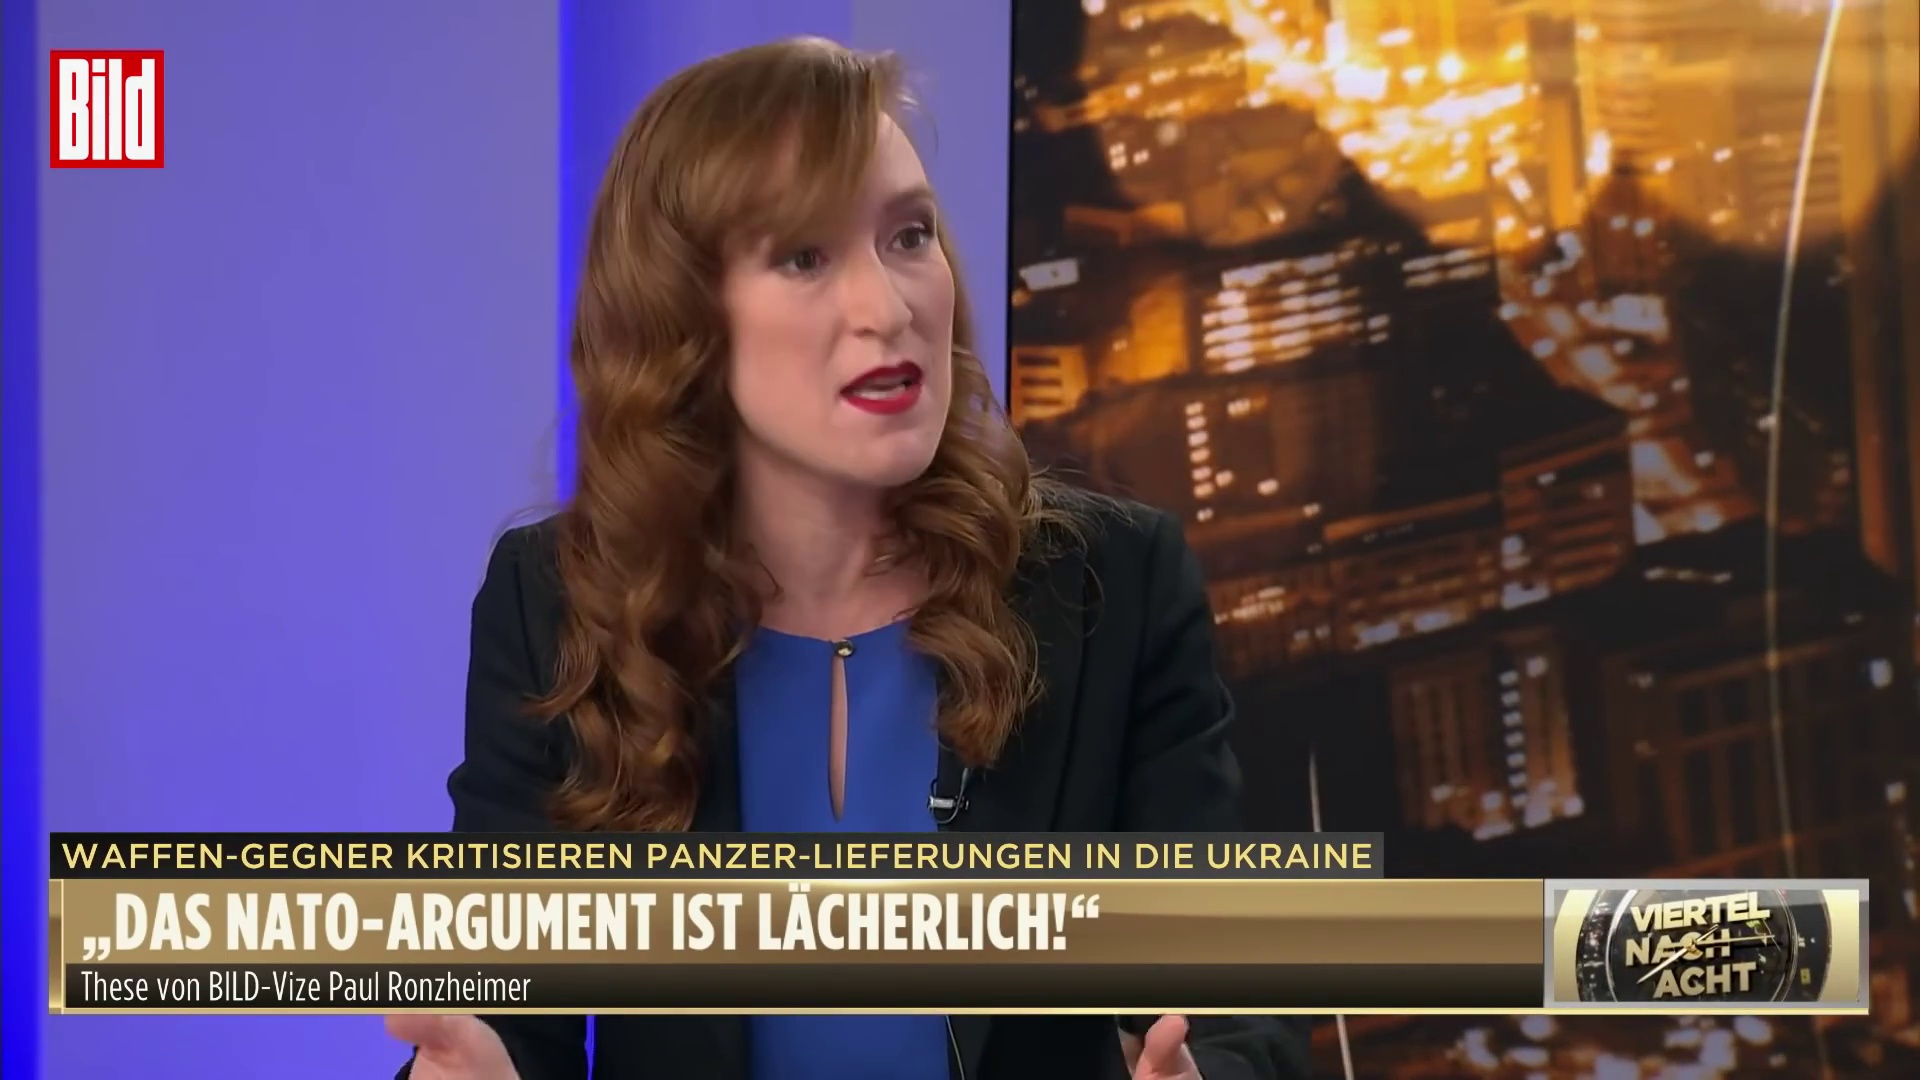 Bild
WAFFEN-GEGNER KRITISIEREN PANZER-LIEFERUNGEN IN DIE UKRAINE
„DAS NATO-ARGUMENT IST LÄCHERLICH!“
These von BILD-Vize Paul Ronzheimer
VIERTEL
NACH
ACHT